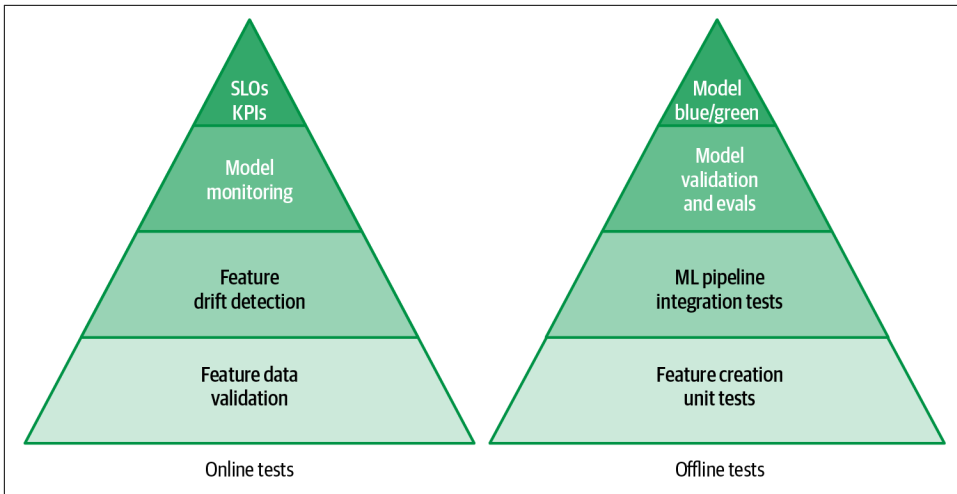 SLOs
KPIs
Model
monitoring
Feature
drift detection
Feature data
validation
Online tests
Model
blue/green
Model
validation
and evals
ML pipeline
integration tests
Feature creation
unit tests
Offline tests